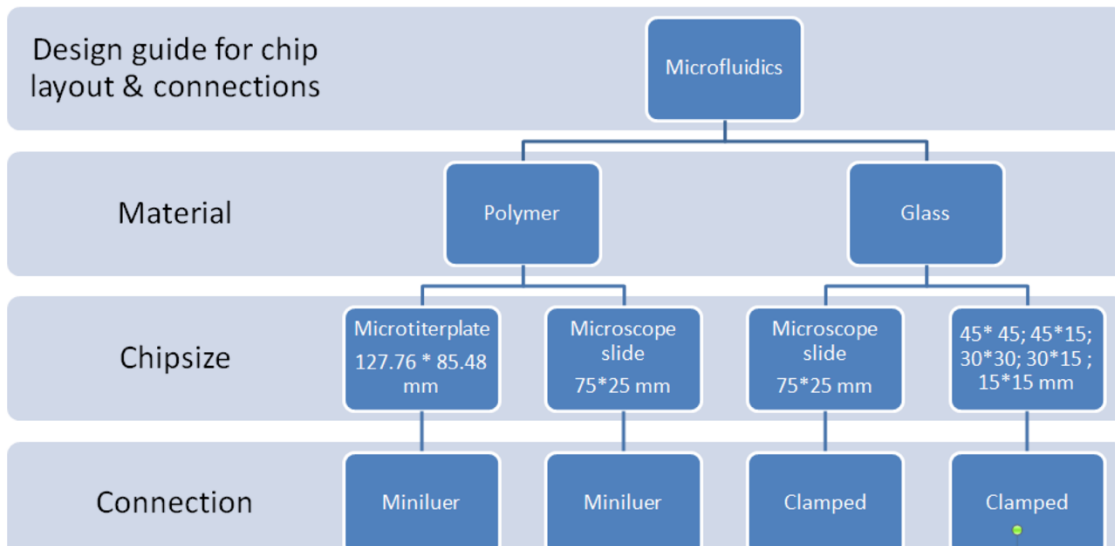 Design guide for chip
layout & connections
Microfluidics
Material
Polymer
Glass
Chipsize
Microtiterplate
127.76 * 85.48
mm
Microscope
slide
75*25 mm
Microscope
slide
75*25 mm
45* 45; 45*15;
30*30; 30*15 ;
15*15 mm
Connection
Miniluer
Miniluer
Clamped
Clamped